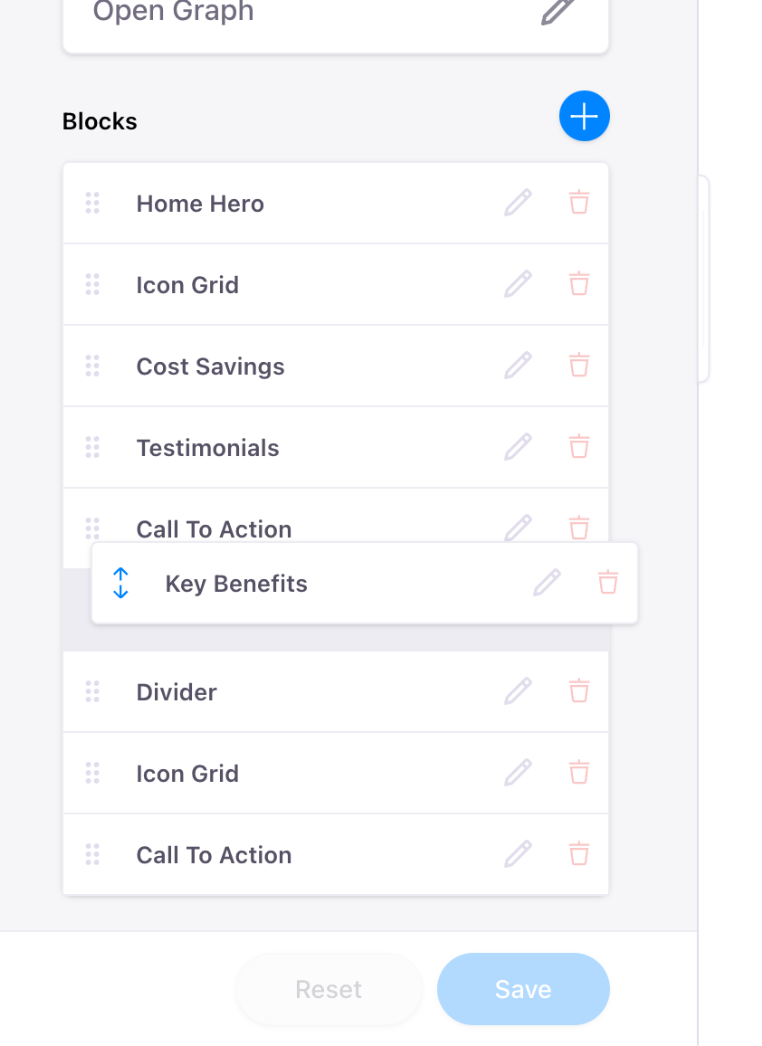 Open Graph
Blocks
Home Hero
Icon Grid
Cost Savings
Testimonials
Call To Action
Key Benefits
Divider
Icon Grid
Call To Action
Reset
Save